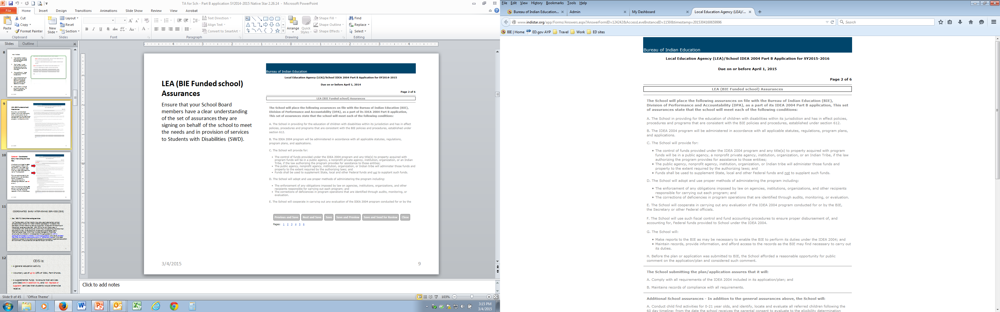 TA for Sch - Part B application SY2014-2015 Native Star 2.26.14 - Microsoft PowerPoint
File Home Insert Design Transitions Animations Slide Show Review View Acrobat
Paste
Cut
Copy
Format Painter
Clipboard
New Slide
Layout
Reset
Section
Slides
Font
Text Direction
Align Text
Convert to SmartArt
Paragraph
Arrange
Quick Styles
Shape Fill
Shape Outline
Shape Effects
Drawing
Find
Replace
Select
Editing
Slides Outline
8
9
LEA (BIE Funded school)
Assurances
10
Optional: Coordinated
Early Intervening Services
Plan
11
COORDINATED EARLY INTERVENING SERVICES (CEIS)
12
CEIS is:
A general education activity
Voluntary use of up to 15% of IDEA, Part B funds.
A supplemental funds to ensure that services
provided are in addition to, and not replace or
supplant services that students would otherwise
receive.
LEA (BIE Funded school)
Assurances
Ensure that your School Board
members have a clear understanding
of the set of assurances they are
signing on behalf of the school to meet
the needs and in provision of services
to Students with Disabilities (SWD).
Bureau of Indian Education
Local Education Agency (LEA)/School IDEA 2004 Part B Application for SY2014-2015
Due on or before April 1, 2014
Page 2 of 6
LEA (BIE Funded school) Assurances
The School will place the following assurances on file with the Bureau of Indian Education (BIE),
Division of Performance and Accountability (DPA), as a part of its IDEA 2004 Part B application,
This set of assurances state that the school will meet each of the following conditions:
A. The School in providing for the education of children with disabilities within its jurisdiction and has in effect
policies, procedures and programs that are consistent with the BIE policies and procedures, established under
section 612.
B. The IDEA 2004 program will be administered in accordance with all applicable statutes, regulations,
program plans, and applications.
C. The School will provide for:
• The control of funds provided under the IDEA 2004 program and any title(s) to property acquired with
program funds will be in a public agency, a nonprofit private agency, institution, organization, or an Indian
Tribe, if the law authorizing the program provides for assistance to those entities;
• The public agency, nonprofit agency, institution, organization, or Indian tribe will administer those funds and
property to the extent required by the authorizing laws; and
• Funds shall be used to supplement State, local and other Federal funds and not to supplant such funds.
D. The School will adopt and use proper methods of administering the program including:
• The enforcement of any obligations imposed by law on agencies, institutions, organizations, and other
recipients responsible for carrying out each program; and
• The corrections of deficiencies in program operations that are identified through audits, monitoring, or
evaluation.
E. The School will cooperate in carrying out any evaluation of the IDEA 2004 program conducted for or by the
Previous and Save Next and Save Save Save and Preview Save and Send for Review Close
Pages: 1 2 3 4 5 6
3/4/2015
9
Click to add notes
Slide 9 of 45 "Office Theme" 103%
3:15 PM
3/4/2015
File Edit View History Bookmarks Tools Help
Bureau of Indian Education... Admin My Dashboard Local Education Agency (LEA)/...
www.indistar.org/app/Forms/Answers.aspx?AnswerFormID=124242&AccessLevelInstanceID=1150&timestamp=2015304160659996
Search
BIE | Home ED.gov AYP Travel Work ED sites
Bureau of Indian Education
Local Education Agency (LEA)/School IDEA 2004 Part B Application for SY2015-2016
Due on or before April 1, 2015
Page 2 of 6
LEA (BIE Funded school) Assurances
The School will place the following assurances on file with the Bureau of Indian Education (BIE),
Division of Performance and Accountability (DPA), as a part of its IDEA 2004 Part B application, This set
of assurances state that the school will meet each of the following conditions:
A. The School in providing for the education of children with disabilities within its jurisdiction and has in effect policies,
procedures and programs that are consistent with the BIE policies and procedures, established under section 612.
B. The IDEA 2004 program will be administered in accordance with all applicable statutes, regulations, program plans,
and applications.
C. The School will provide for:
• The control of funds provided under the IDEA 2004 program and any title(s) to property acquired with program
funds will be in a public agency, a nonprofit private agency, institution, organization, or an Indian Tribe, if the law
authorizing the program provides for assistance to those entities;
• The public agency, nonprofit agency, institution, organization, or Indian tribe will administer those funds and
property to the extent required by the authorizing laws; and
• Funds shall be used to supplement State, local and other Federal funds and not to supplant such funds.
D. The School will adopt and use proper methods of administering the program including:
• The enforcement of any obligations imposed by law on agencies, institutions, organizations, and other recipients
responsible for carrying out each program; and
• The corrections of deficiencies in program operations that are identified through audits, monitoring, or evaluation.
E. The School will cooperate in carrying out any evaluation of the IDEA 2004 program conducted for or by the BIE,
the Secretary or other Federal officials.
F. The School will use such fiscal control and fund accounting procedures to ensure proper disbursement of, and
accounting for, Federal funds provided to School under the IDEA 2004.
G. The School will:
• Make reports to the BIE as may be necessary to enable the BIE to perform its duties under the IDEA 2004; and
• Maintain records, provide information, and afford access to the records as the BIE may find necessary to carry out
its duties.
H. Before the plan or application was submitted to BIE, the School afforded a reasonable opportunity for public
comment on the application/plan and considered such comment.
The School submitting the plan/application assures that it will:
A. Comply with all requirements of the IDEA 2004 included in its application/plan; and
B. Maintains records of compliance with all requirements.
Additional School assurances - In addition to the general assurances above, the School will:
A. Conduct child find activities for 0-21 year olds, and identify, locate and evaluate all referred children following the
60 day timeline; from the date the school receives the parental consent to evaluate to the eligibility determination